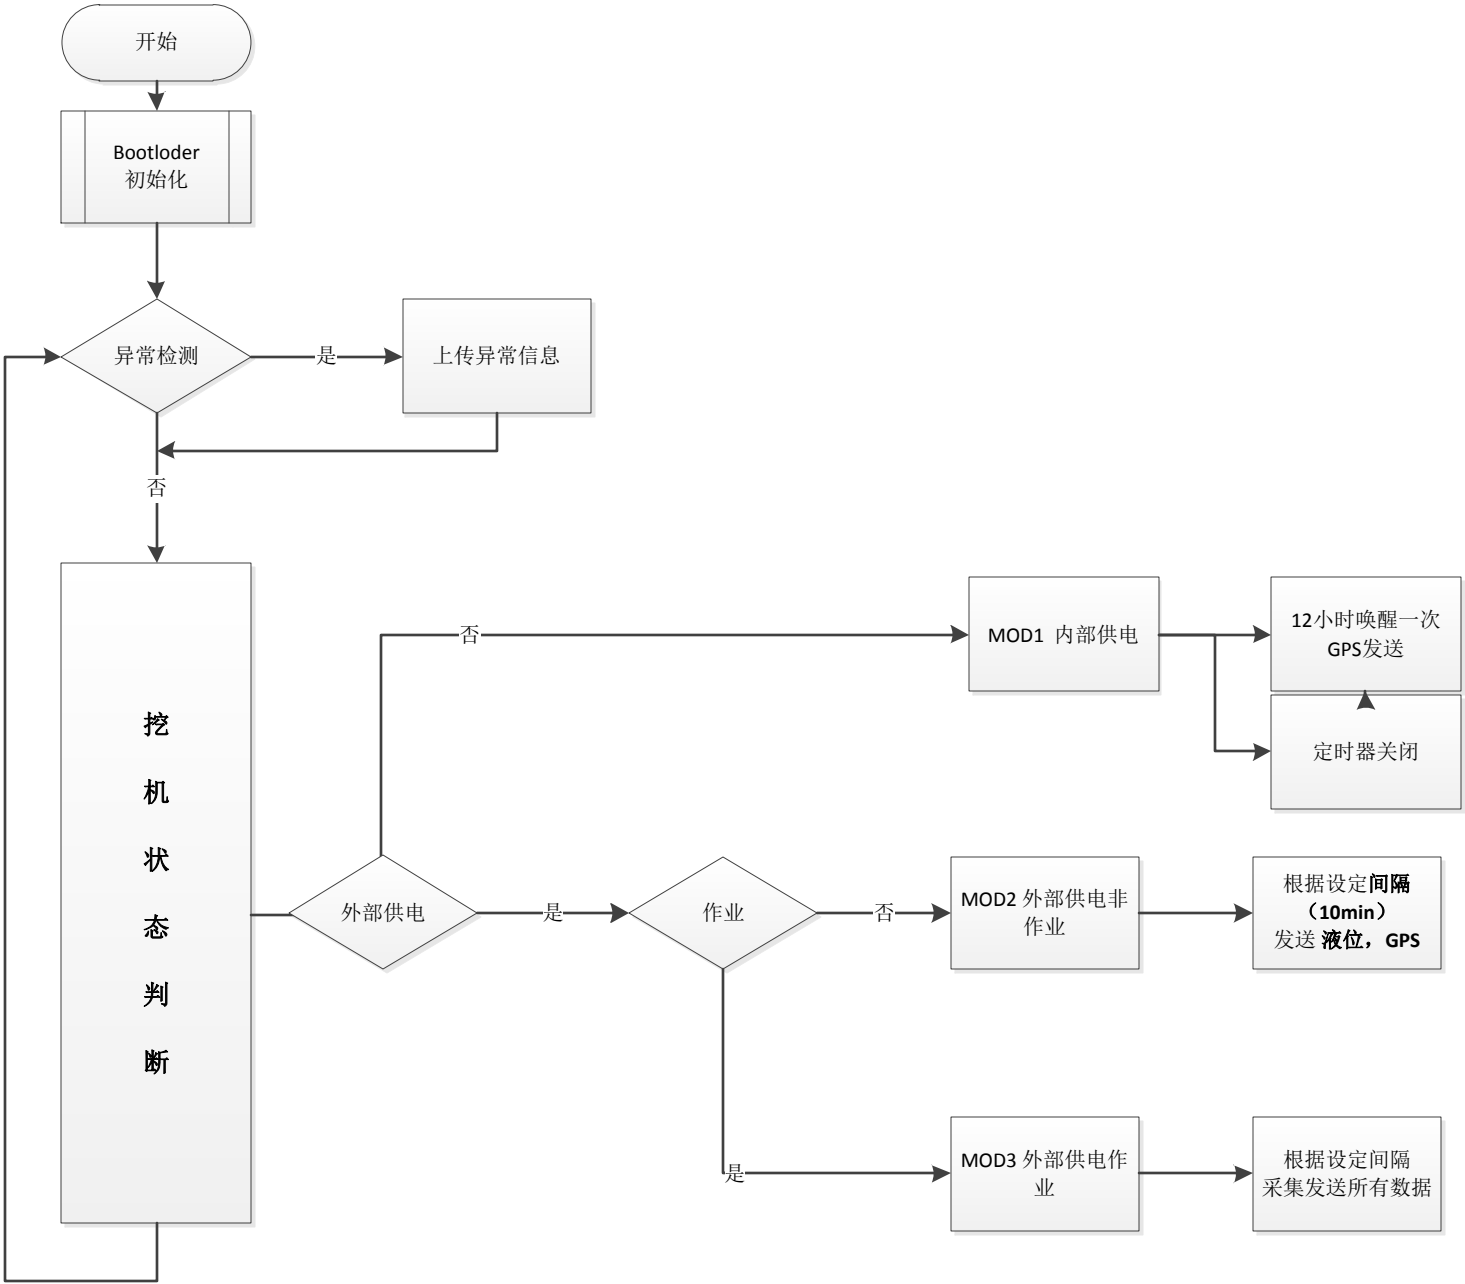 开始
Bootloder
初始化
异常检测
是
上传异常信息
否
挖
机
状
态
判
断
否
MOD1 内部供电
12小时唤醒一次
GPS发送
定时器关闭
外部供电
是
作业
否
MOD2 外部供电非
作业
根据设定间隔
（10min）
发送 液位，GPS
是
MOD3 外部供电作
业
根据设定间隔
采集发送所有数据